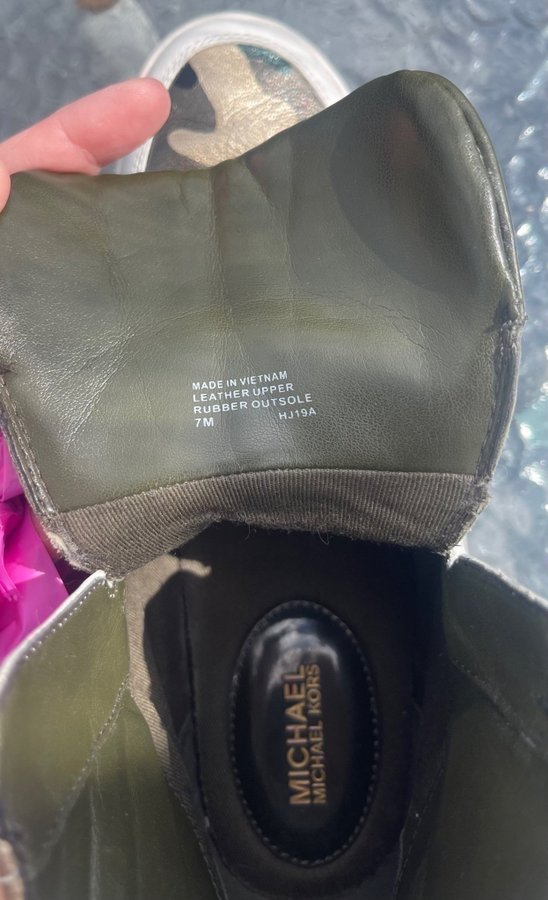 MADE IN VIETNAM
LEATHER UPPER
RUBBER OUTSOLE
7M HJ19A
MICHAEL
MICHAEL KORS